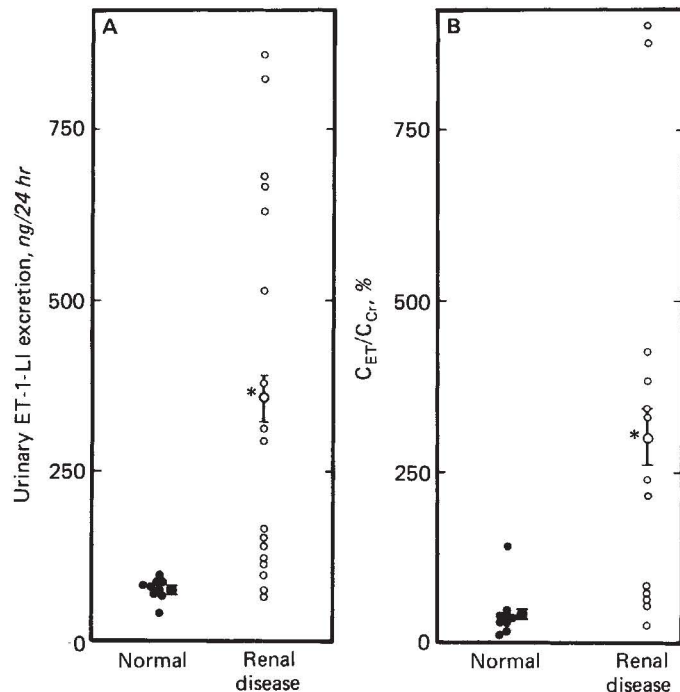 A
Urinary ET-1-LI excretion, ng/24 hr
750
500
250
0
*
Normal
Renal
disease
B
C_ET/C_Cr, %
750
500
250
0
*
Normal
Renal
disease